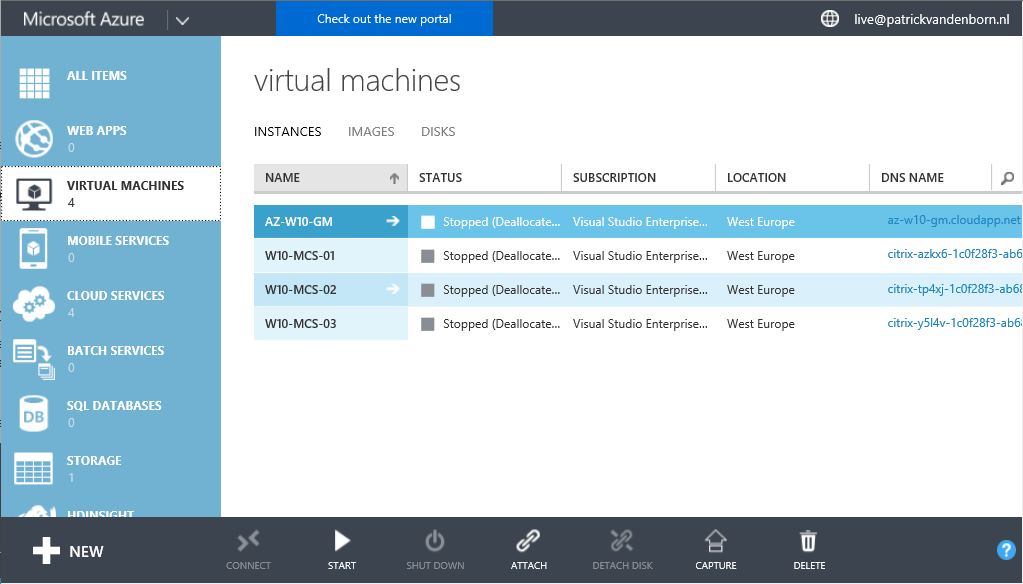 Microsoft Azure
Check out the new portal
live@patrickvandenborn.nl
ALL ITEMS
WEB APPS
0
VIRTUAL MACHINES
4
MOBILE SERVICES
0
CLOUD SERVICES
4
BATCH SERVICES
0
SQL DATABASES
0
DB
STORAGE
1
HDINSIGHT
virtual machines
INSTANCES IMAGES DISKS
NAME STATUS SUBSCRIPTION LOCATION DNS NAME
AZ-W10-GM Stopped (Deallocate... Visual Studio Enterprise... West Europe az-w10-gm.cloudapp.net
W10-MCS-01 Stopped (Deallocate... Visual Studio Enterprise... West Europe citrix-azkx6-1c0f28f3-ab6
W10-MCS-02 Stopped (Deallocate... Visual Studio Enterprise... West Europe citrix-tp4xj-1c0f28f3-ab68
W10-MCS-03 Stopped (Deallocate... Visual Studio Enterprise... West Europe citrix-y5l4v-1c0f28f3-ab68
NEW
CONNECT START SHUT DOWN ATTACH DETACH DISK CAPTURE DELETE
?